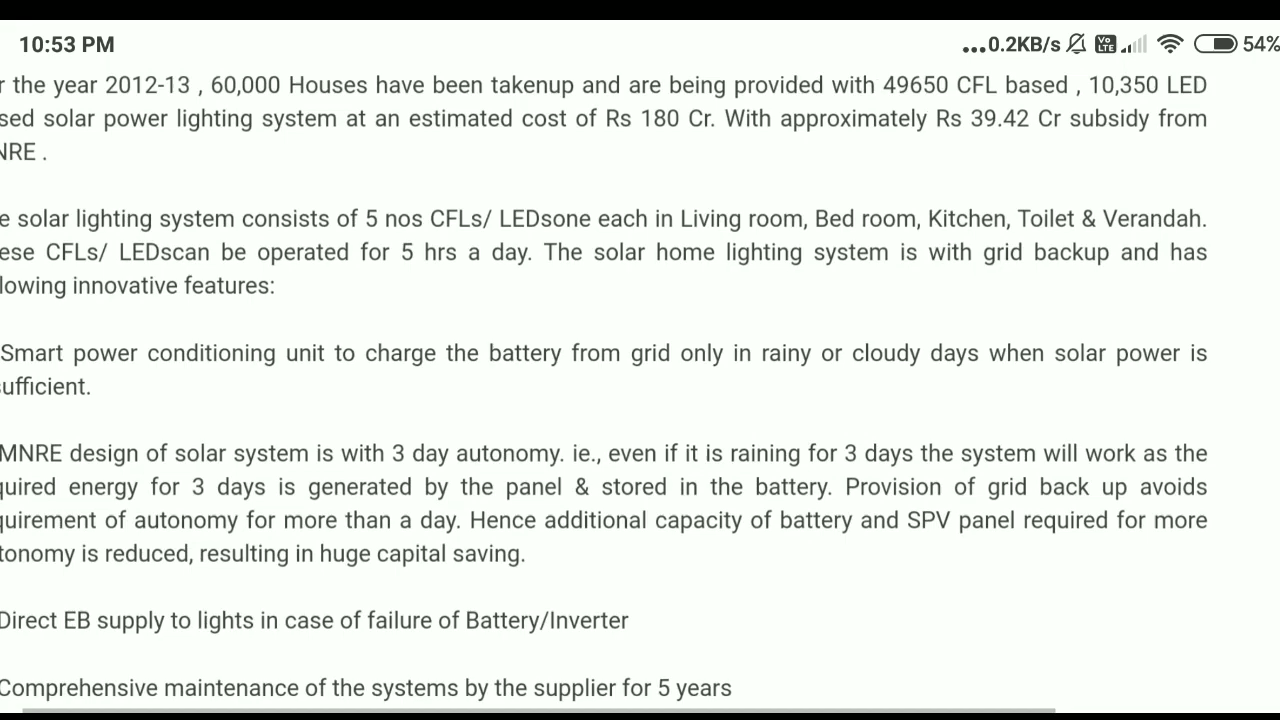 10:53 PM ...0.2KB/s Vo LTE 54%
r the year 2012-13 , 60,000 Houses have been takenup and are being provided with 49650 CFL based , 10,350 LED
sed solar power lighting system at an estimated cost of Rs 180 Cr. With approximately Rs 39.42 Cr subsidy from
NRE .
e solar lighting system consists of 5 nos CFLs/ LEDsone each in Living room, Bed room, Kitchen, Toilet & Verandah.
ese CFLs/ LEDscan be operated for 5 hrs a day. The solar home lighting system is with grid backup and has
lowing innovative features:
Smart power conditioning unit to charge the battery from grid only in rainy or cloudy days when solar power is
sufficient.
MNRE design of solar system is with 3 day autonomy. ie., even if it is raining for 3 days the system will work as the
quired energy for 3 days is generated by the panel & stored in the battery. Provision of grid back up avoids
quirement of autonomy for more than a day. Hence additional capacity of battery and SPV panel required for more
tonomy is reduced, resulting in huge capital saving.
Direct EB supply to lights in case of failure of Battery/Inverter
Comprehensive maintenance of the systems by the supplier for 5 years